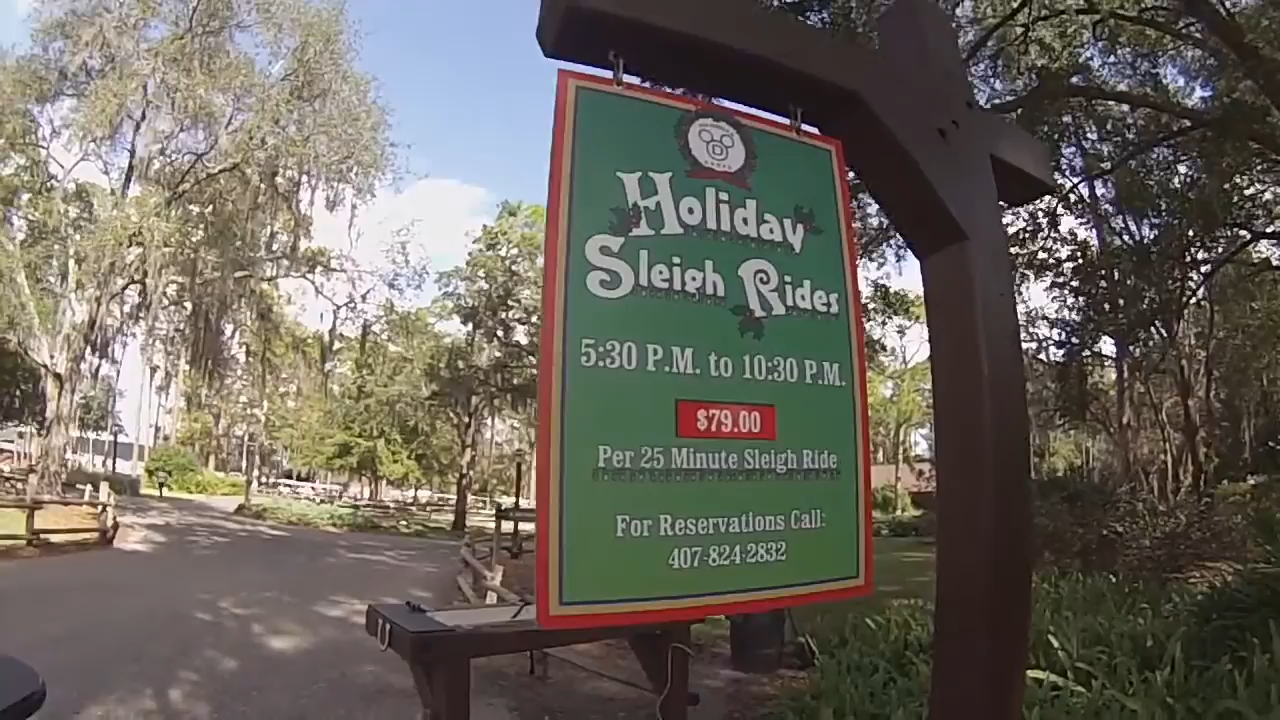 Holiday
Sleigh Rides
5:30 P.M. to 10:30 P.M.
$79.00
Per 25 Minute Sleigh Ride
For Reservations Call:
407-824-2832